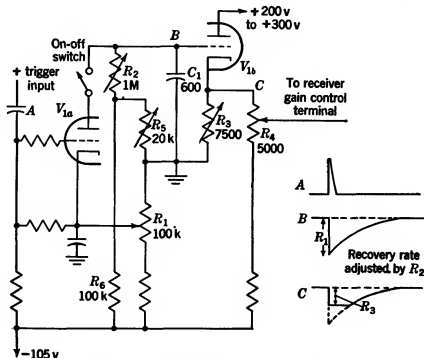 +200 v
to +300 v
On-off
switch
B
V1b
+ trigger
input
R2
1M
C1
600
A
V1a
C
To receiver
gain control
terminal
R5
20 k
R3
7500
R4
5000
R1
100 k
R6
100 k
-105 v
A
B
R1
Recovery rate
adjusted by R2
C
R3